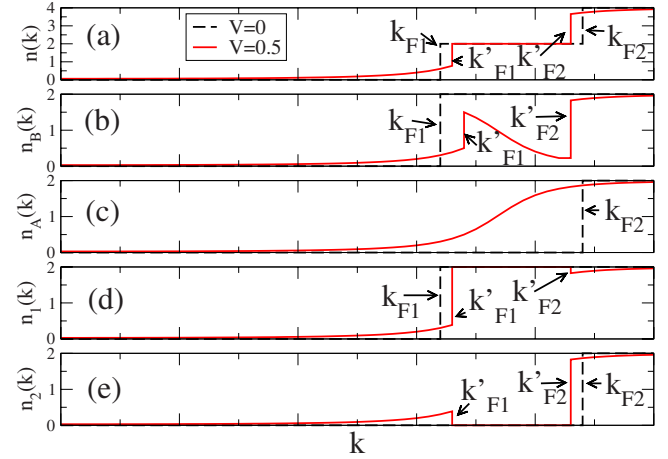 4
3
2
1
0
n(k)
(a)
V=0
V=0.5
k_F1
k'_F1
k'_F2
k_F2
2
1
0
n_B(k)
(b)
k_F1
k'_F1
k'_F2
2
1
0
n_A(k)
(c)
k_F2
2
1
0
n_1(k)
(d)
k_F1
k'_F1
k'_F2
2
1
0
n_2(k)
(e)
k'_F1
k'_F2
k_F2
k